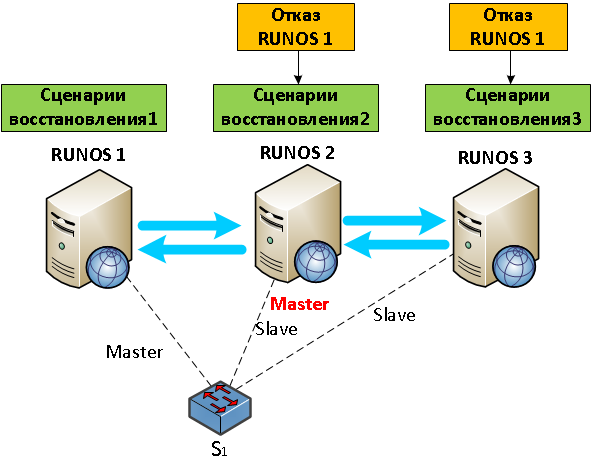 Отказ
RUNOS 1
Отказ
RUNOS 1
Сценарии
восстановления1
Сценарии
восстановления2
Сценарии
восстановления3
RUNOS 1
RUNOS 2
RUNOS 3
Master
Slave
Slave
Master
S1